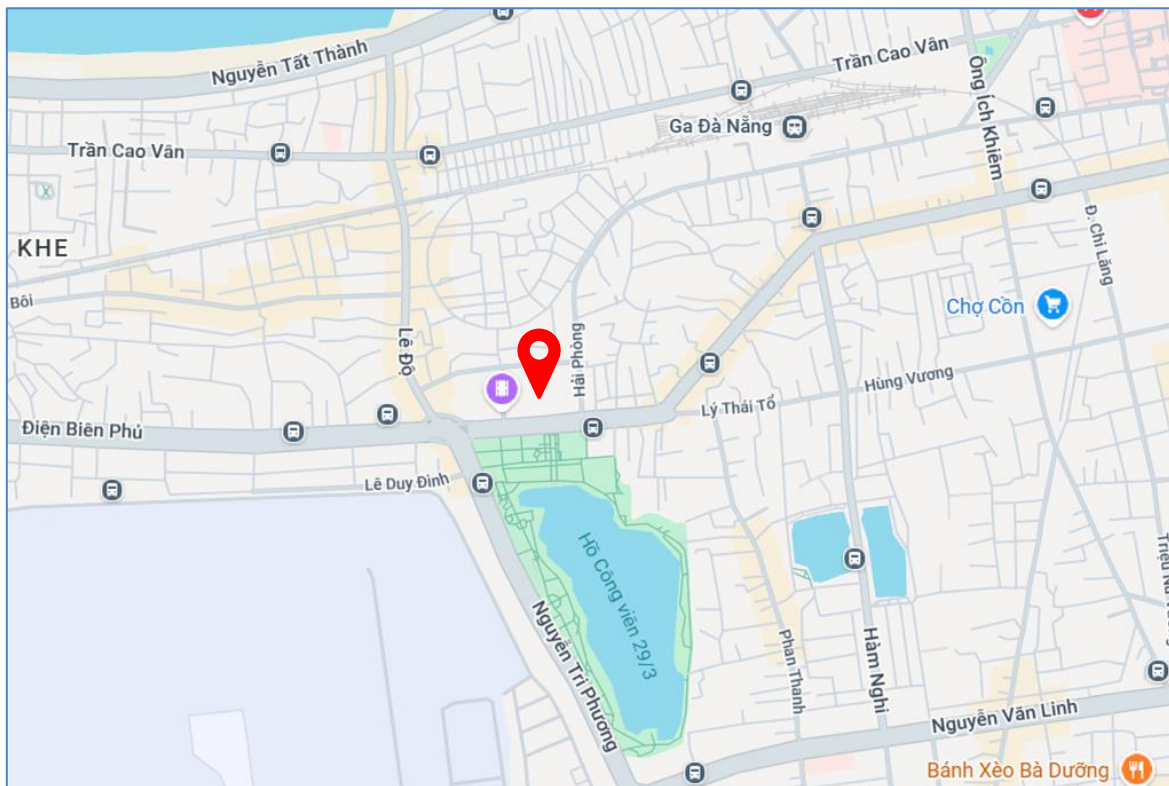 Nguyễn Tất Thành
Trần Cao Vân
Ông Ích Khiêm
Ga Đà Nẵng
Trần Cao Vân
KHE
Đ. Chi Lăng
Bôi
Chợ Cồn
Lê Độ
Hải Phòng
Hùng Vương
Lý Thái Tổ
Điện Biên Phủ
Lê Duy Đình
Hồ Công viên 29/3
Nguyễn Tri Phương
Phan Thanh
Hàm Nghi
Nguyễn Văn Linh
Bánh Xèo Bà Dưỡng